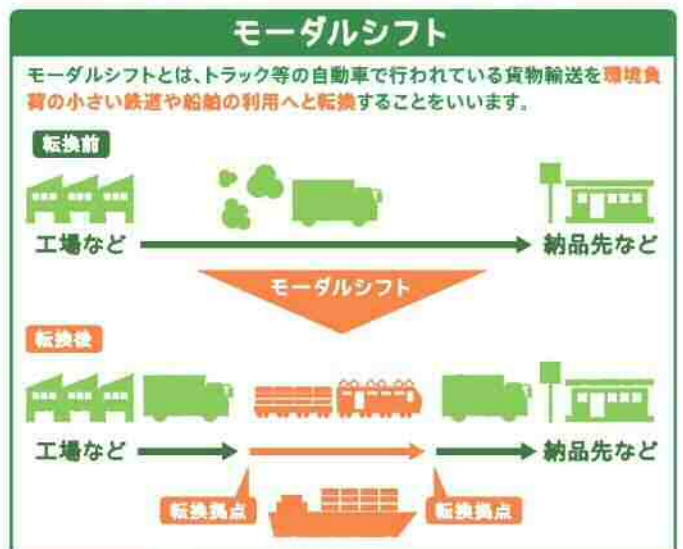 モーダルシフト
モーダルシフトとは、トラック等の自動車で行われている貨物輸送を環境負
荷の小さい鉄道や船舶の利用へと転換することをいいます。
転換前
工場など
納品先など
モーダルシフト
転換後
工場など
納品先など
転換拠点
転換拠点